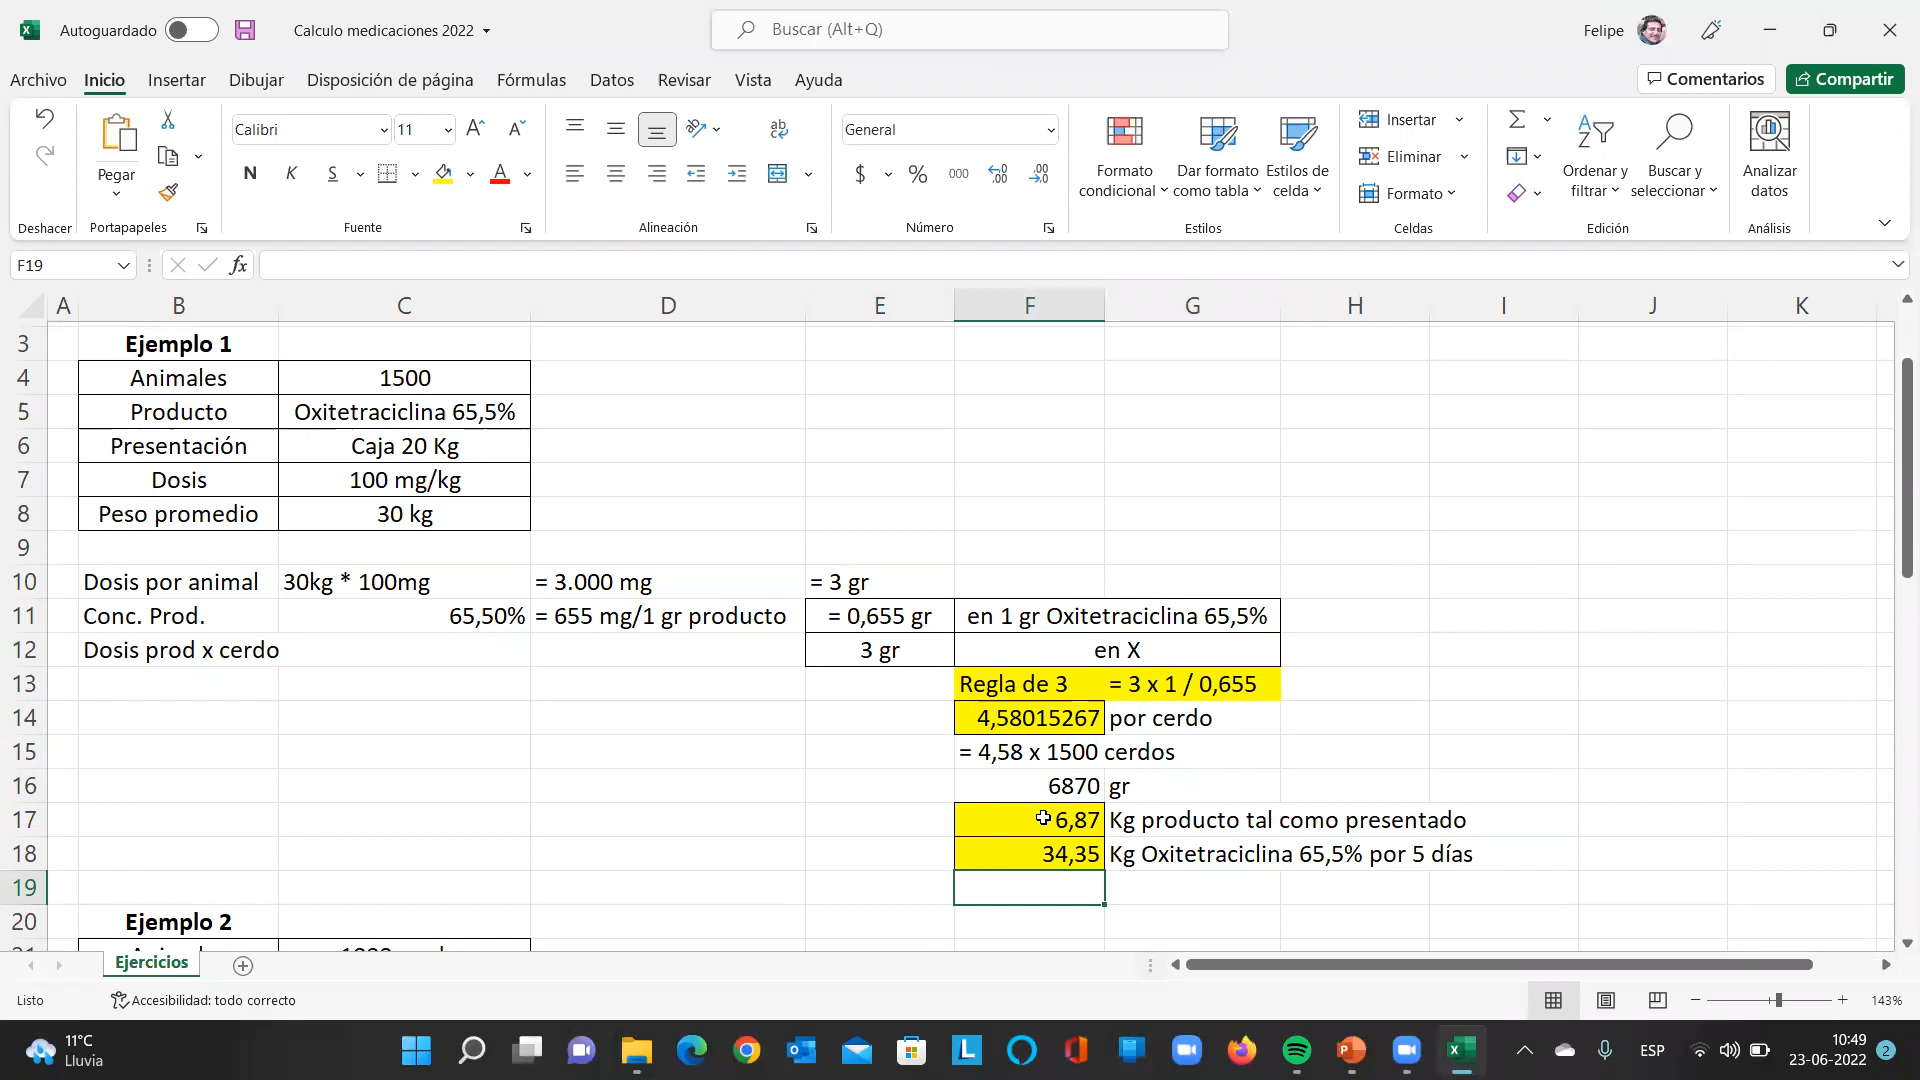 Autoguardado
Calculo medicaciones 2022
Buscar (Alt+Q)
Felipe
Archivo Inicio Insertar Dibujar Disposición de página Fórmulas Datos Revisar Vista Ayuda
Comentarios Compartir
Calibri 11 General
Pegar
N K S
$ % 000
Formato condicional
Dar formato como tabla
Estilos de celda
Insertar
Eliminar
Formato
Ordenar y filtrar
Buscar y seleccionar
Analizar datos
Deshacer Portapapeles Fuente Alineación Número Estilos Celdas Edición Análisis
F19 fx
A B C D E F G H I J K
3 Ejemplo 1
4 Animales 1500
5 Producto Oxitetraciclina 65,5%
6 Presentación Caja 20 Kg
7 Dosis 100 mg/kg
8 Peso promedio 30 kg
9
10 Dosis por animal 30kg * 100mg = 3.000 mg = 3 gr
11 Conc. Prod. 65,50% = 655 mg/1 gr producto = 0,655 gr en 1 gr Oxitetraciclina 65,5%
12 Dosis prod x cerdo 3 gr en X
13 Regla de 3 = 3 x 1 / 0,655
14 4,58015267 por cerdo
15 = 4,58 x 1500 cerdos
16 6870 gr
17 6,87 Kg producto tal como presentado
18 34,35 Kg Oxitetraciclina 65,5% por 5 días
19
20 Ejemplo 2
Ejercicios
Listo Accesibilidad: todo correcto 143%
11°C
Lluvia
ESP
10:49
23-06-2022
2